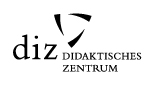 diz DIDAKTISCHES
ZENTRUM